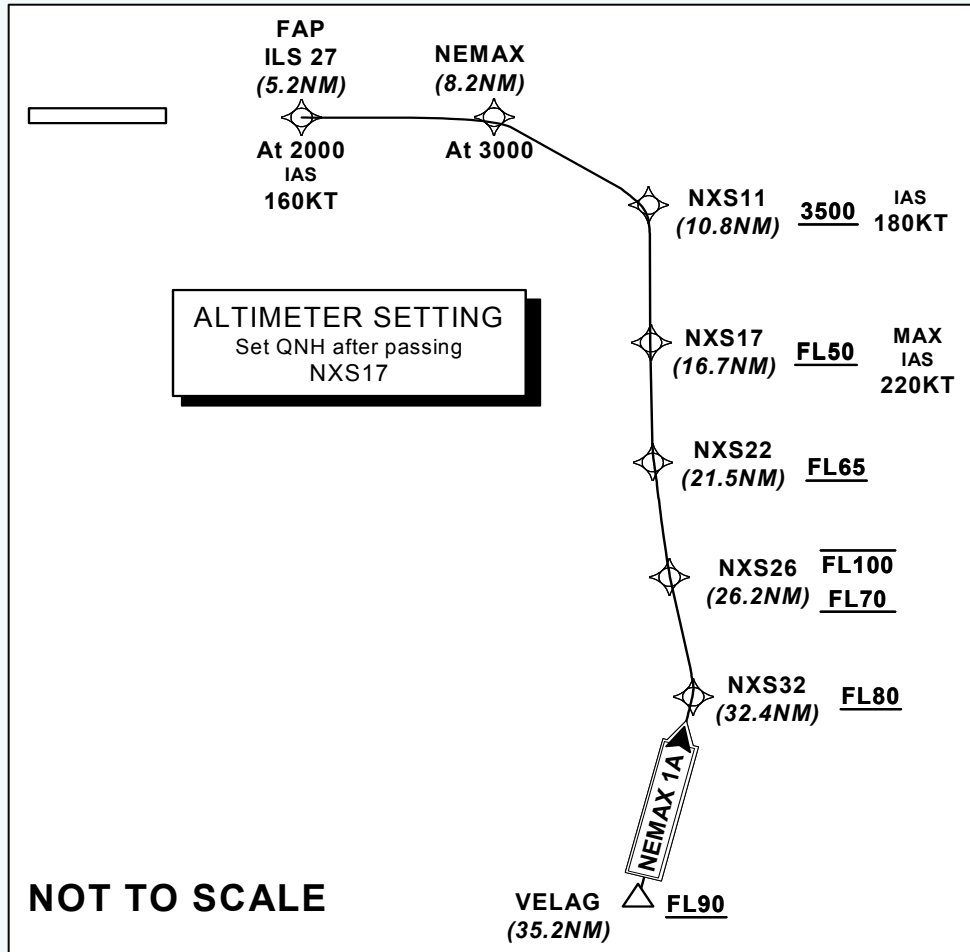 FAP
ILS 27
(5.2NM)
At 2000
IAS
160KT
NEMAX
(8.2NM)
At 3000
NXS11
(10.8NM)
3500
IAS
180KT
ALTIMETER SETTING
Set QNH after passing
NXS17
NXS17
(16.7NM)
FL50
MAX
IAS
220KT
NXS22
(21.5NM)
FL65
NXS26
(26.2NM)
FL100
FL70
NXS32
(32.4NM)
FL80
NEMAX 1A
VELAG
(35.2NM)
FL90
NOT TO SCALE